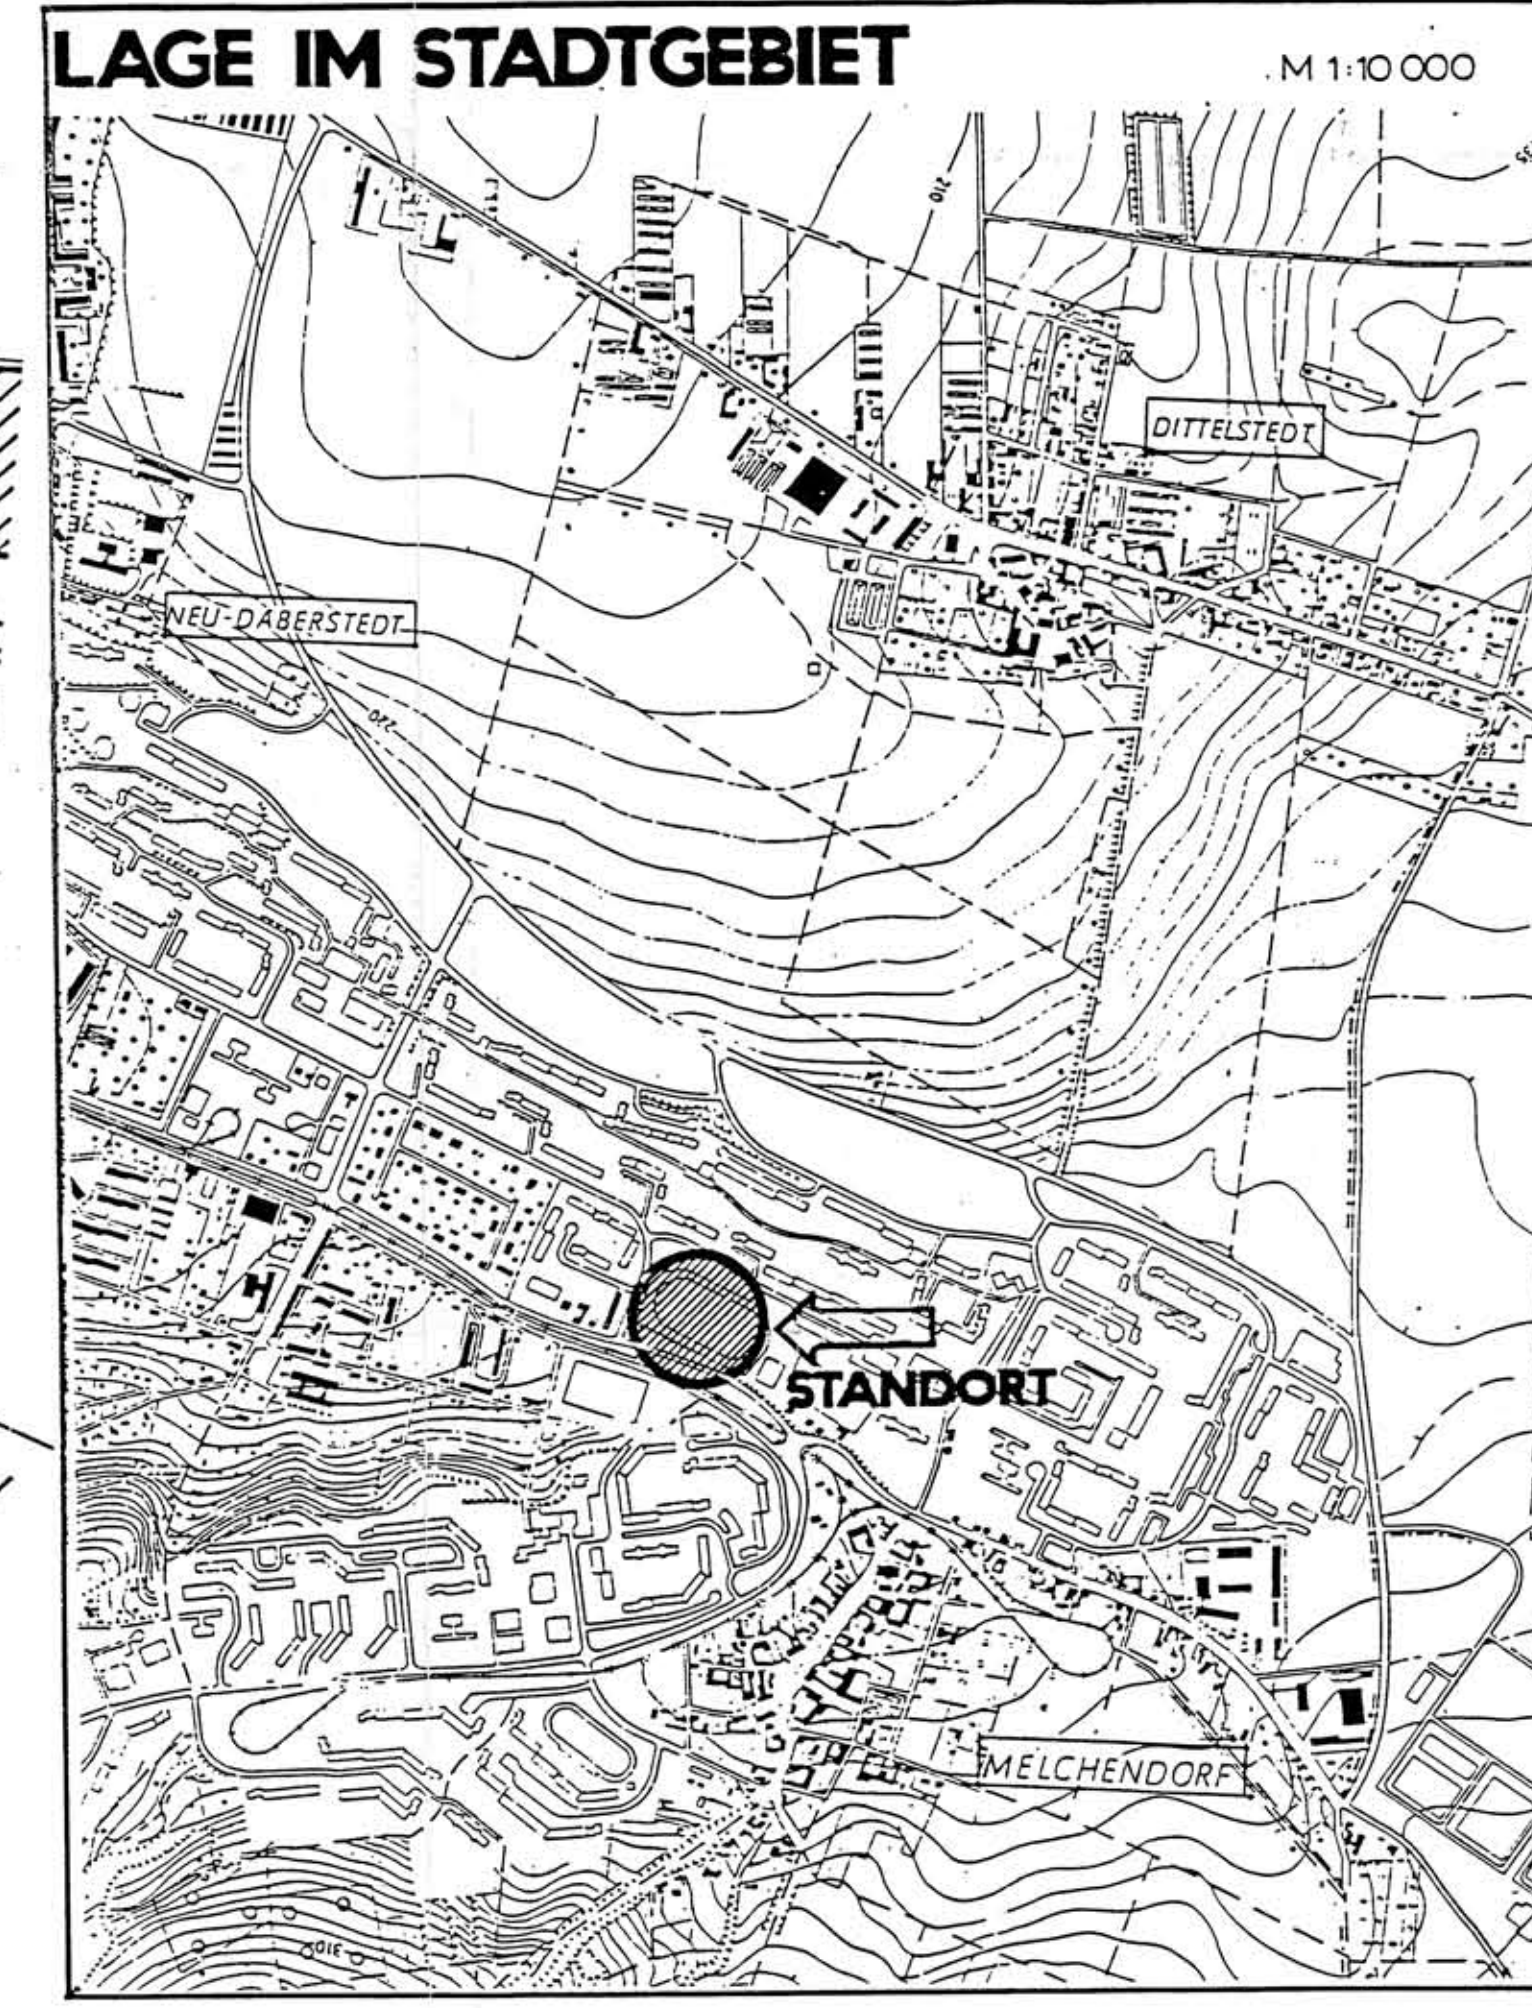 LAGE IM STADTGEBIET
M 1:10 000
210
DITTELSTEDT
NEU-DABERSTEDT
220
STANDORT
MELCHENDORF
310